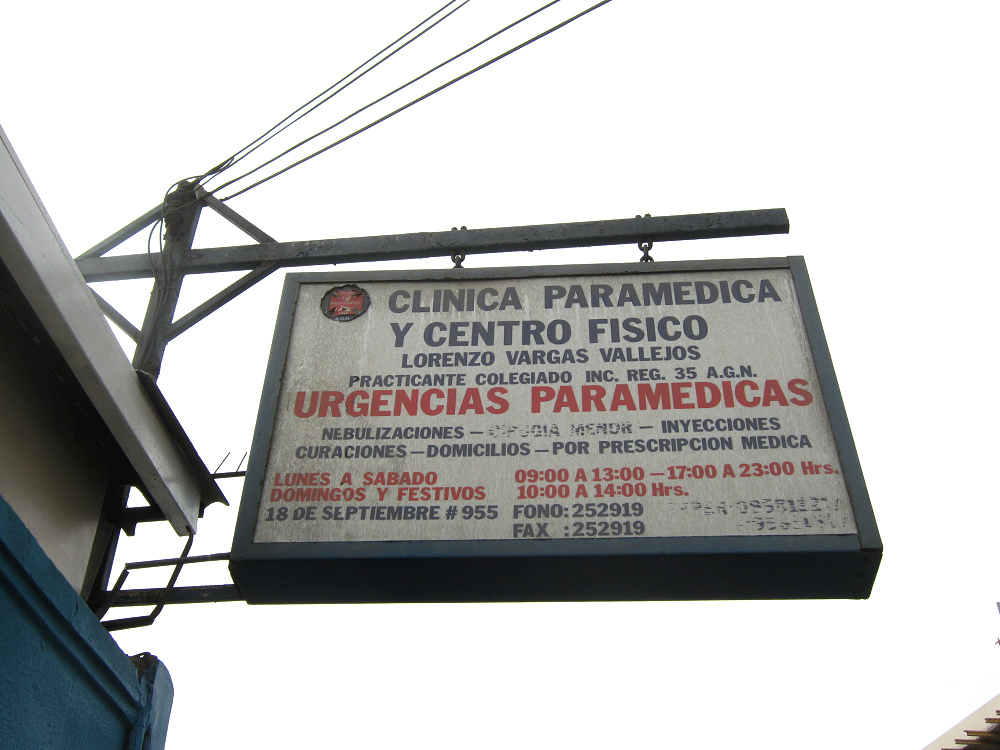 CLINICA PARAMEDICA
Y CENTRO FISICO
LORENZO VARGAS VALLEJOS
PRACTICANTE COLEGIADO INC. REG. 35 A.G.N.
URGENCIAS PARAMEDICAS
NEBULIZACIONES – CIRUGIA MENOR – INYECCIONES
CURACIONES – DOMICILIOS – POR PRESCRIPCION MEDICA
LUNES A SABADO 09:00 A 13:00 – 17:00 A 23:00 Hrs.
DOMINGOS Y FESTIVOS 10:00 A 14:00 Hrs.
18 DE SEPTIEMBRE # 955 FONO: 252919
FAX : 252919